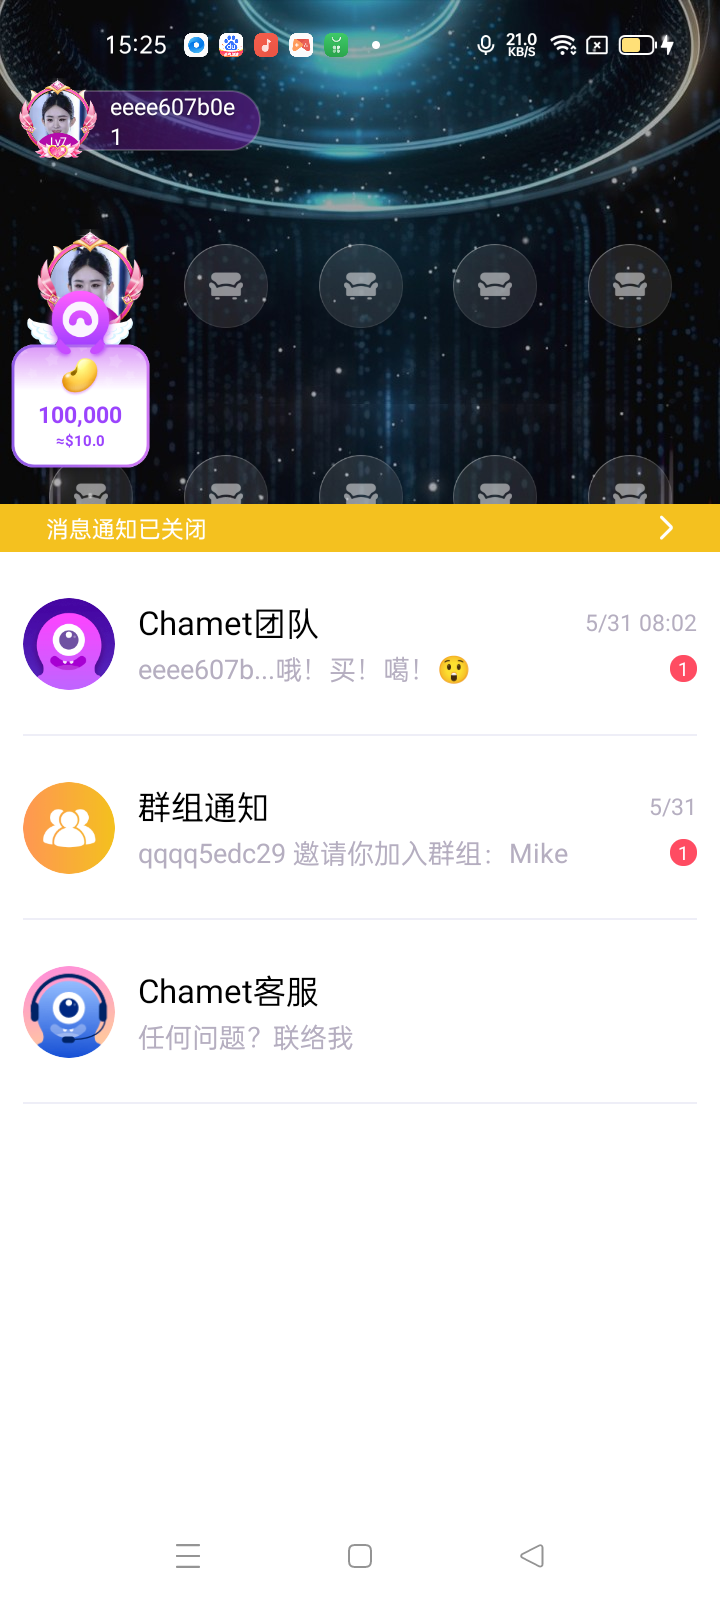 15:25
21.0
KB/S
eeee607b0e
1
Lv7
100,000
≈$10.0
消息通知已关闭
Chamet团队
5/31 08:02
eeee607b...哦！买！噶！😲
1
群组通知
5/31
qqqq5edc29 邀请你加入群组：Mike
1
Chamet客服
任何问题？联络我